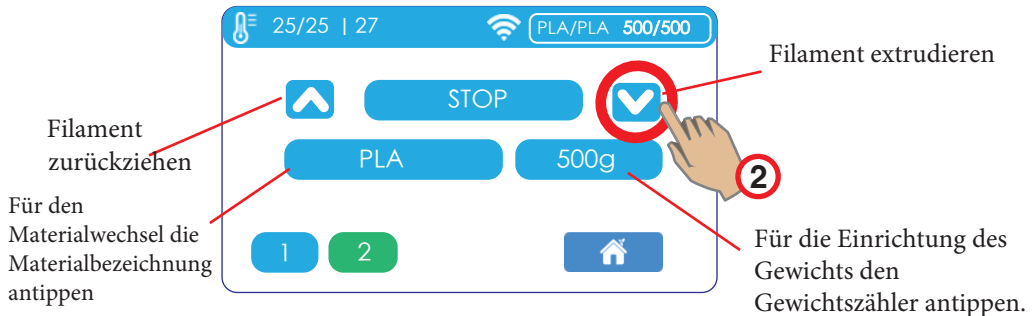 25/25 | 27
PLA/PLA 500/500
Filament extrudieren
STOP
Filament
zurückziehen
PLA
500g
2
Für den
Materialwechsel die
Materialbezeichnung
antippen
1
2
Für die Einrichtung des
Gewichts den
Gewichtszähler antippen.